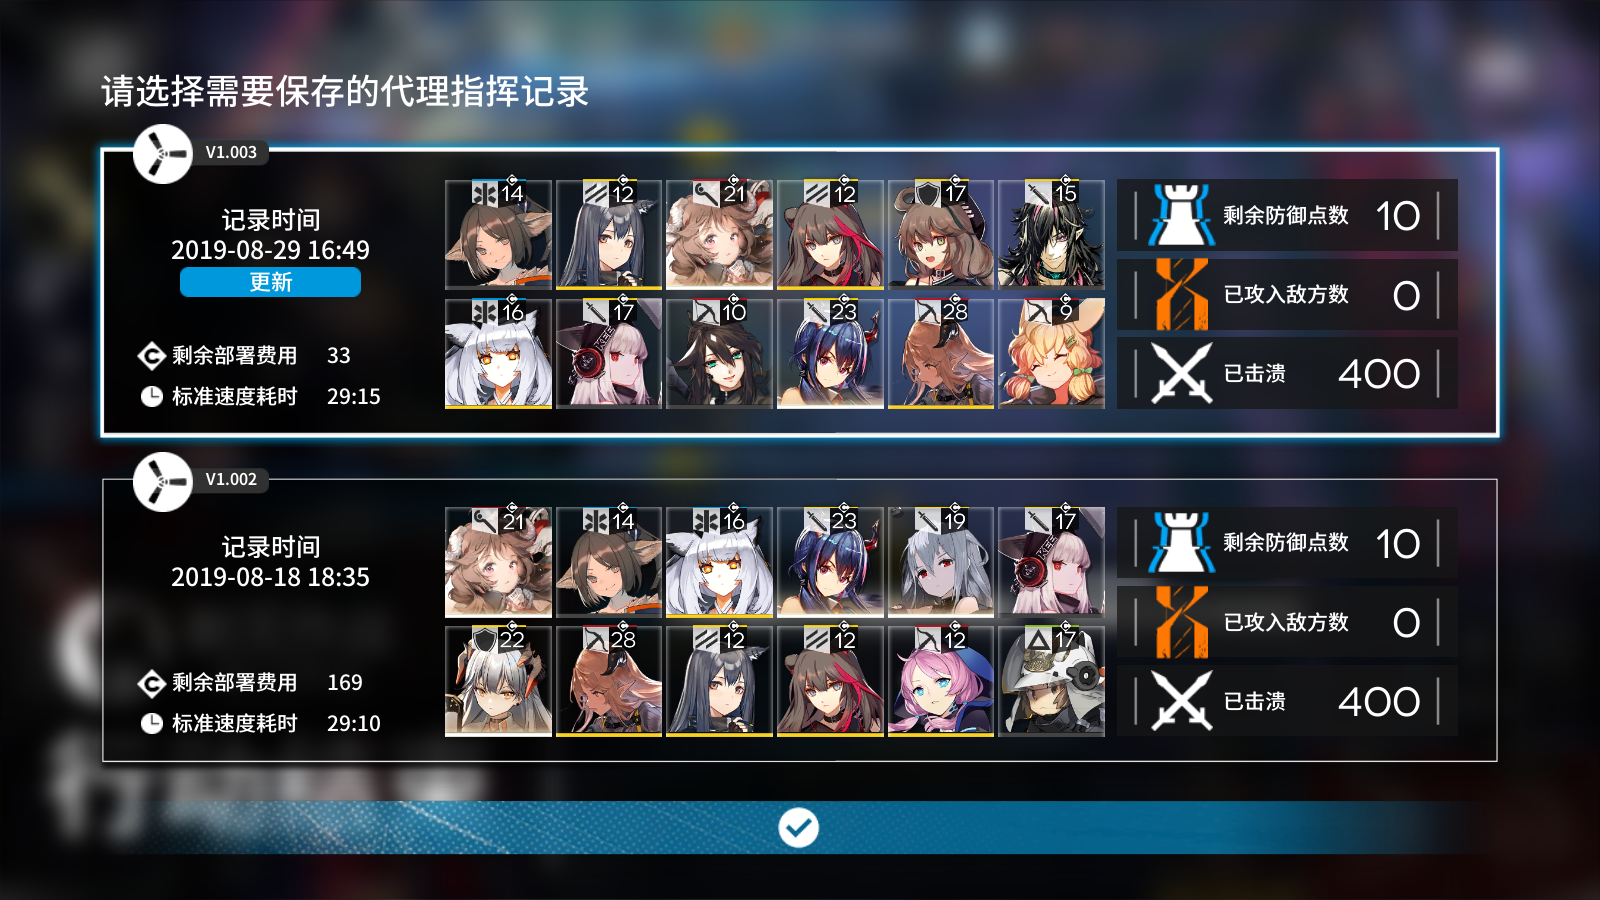 请选择需要保存的代理指挥记录
V1.003
记录时间
2019-08-29 16:49
更新
剩余部署费用 33
标准速度耗时 29:15
14 12 21 12 17 15
16 17 10 23 28 9
剩余防御点数 10
已攻入敌方数 0
已击溃 400
V1.002
记录时间
2019-08-18 18:35
剩余部署费用 169
标准速度耗时 29:10
21 14 16 23 19 17
22 28 12 12 12 17
剩余防御点数 10
已攻入敌方数 0
已击溃 400